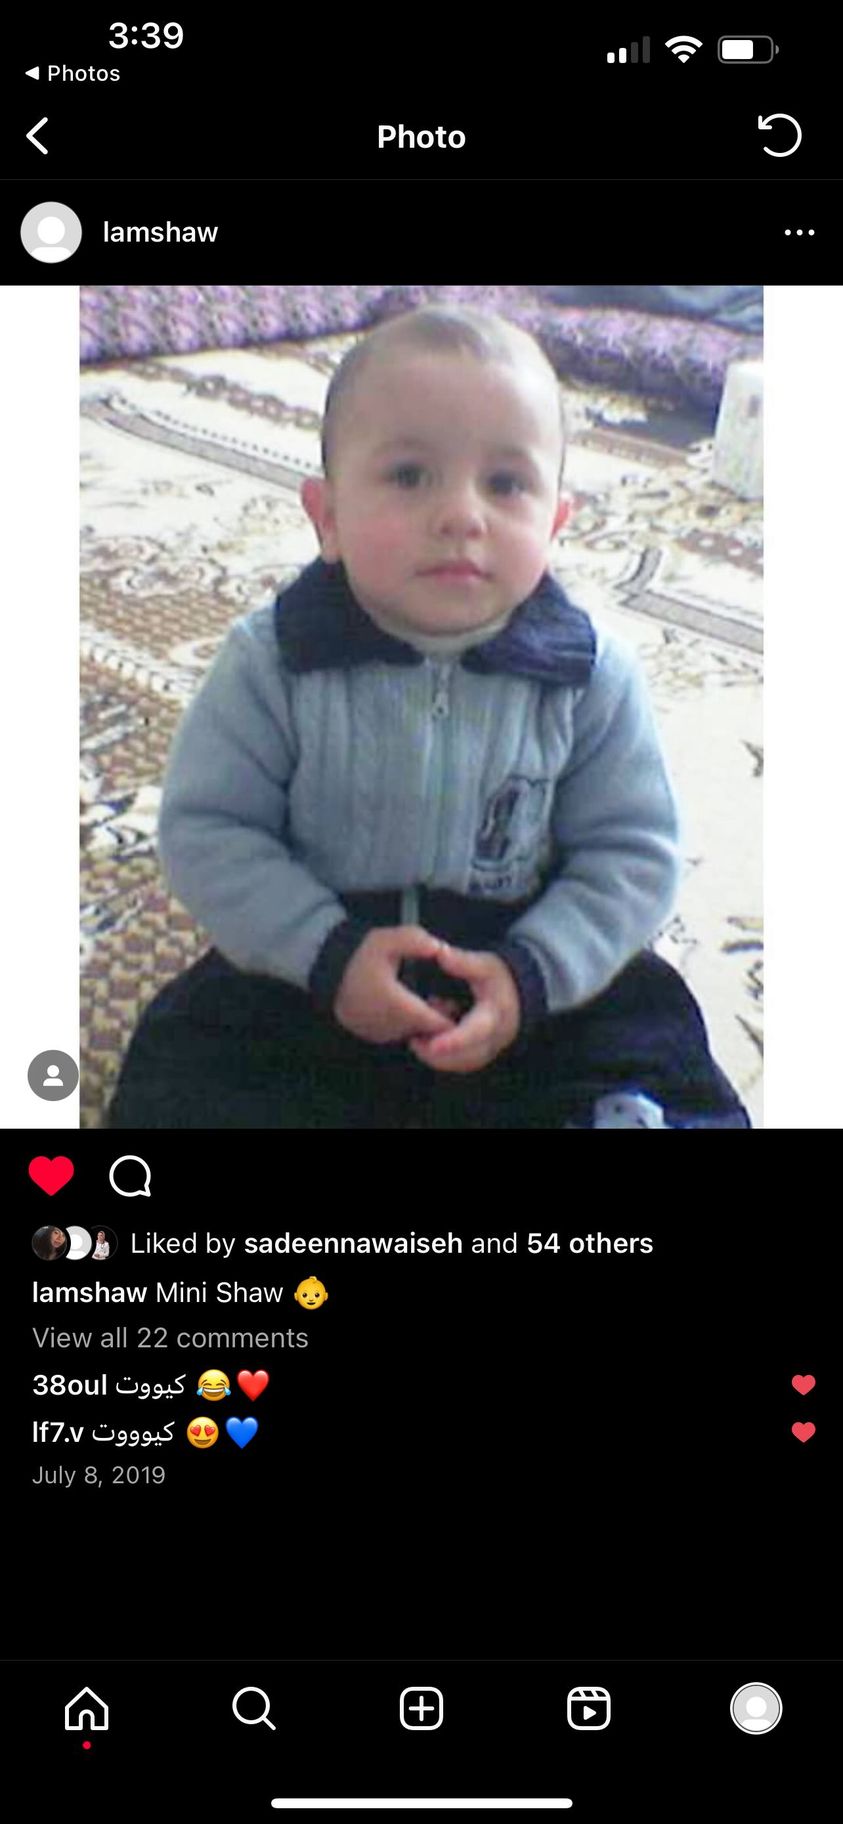 3:39
◀ Photos
Photo
lamshaw
Liked by sadeennawaiseh and 54 others
lamshaw Mini Shaw 👶
View all 22 comments
38oul كيووت 😂❤️
lf7.v كيوووت 😍💙
July 8, 2019